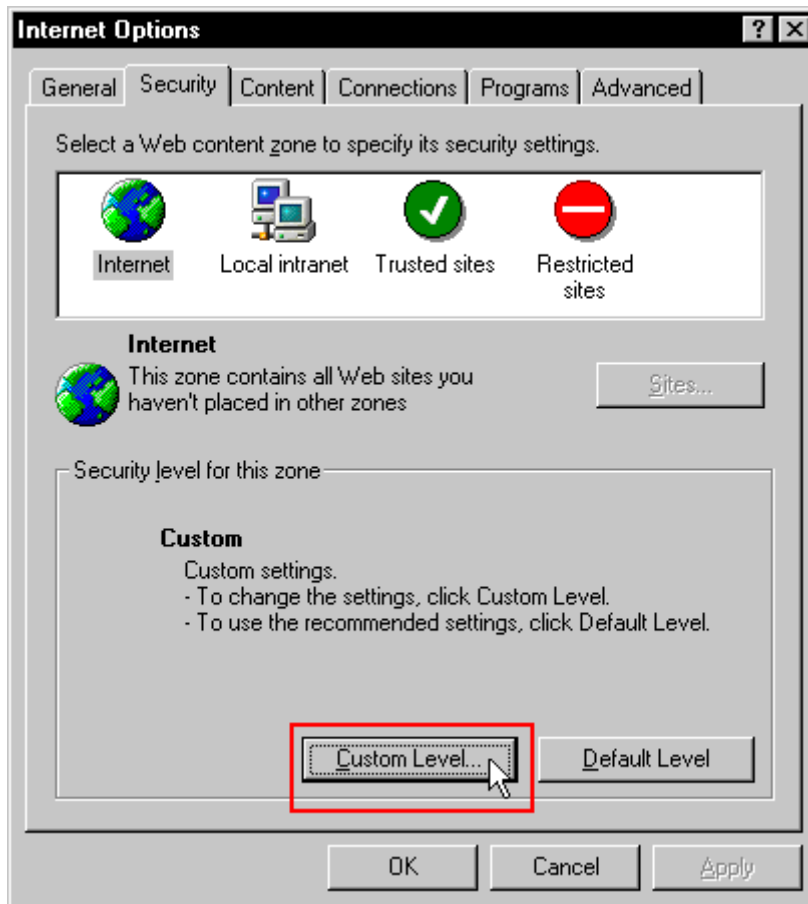 Internet Options
General Security Content Connections Programs Advanced
Select a Web content zone to specify its security settings.
Internet Local intranet Trusted sites Restricted
sites
Internet
This zone contains all Web sites you
haven't placed in other zones
Sites...
Security level for this zone
Custom
Custom settings.
- To change the settings, click Custom Level.
- To use the recommended settings, click Default Level.
Custom Level... Default Level
OK Cancel Apply